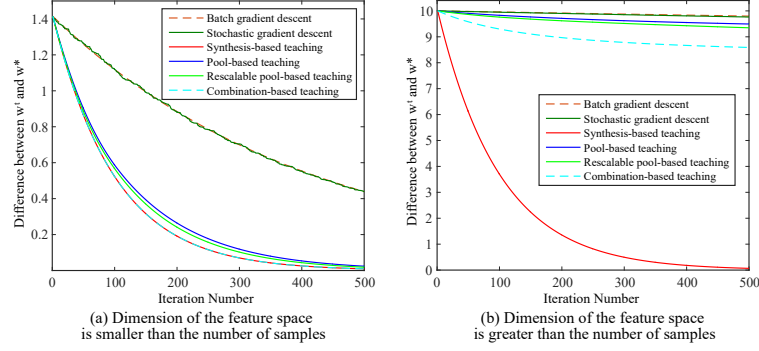 1.4
1.2
1
0.8
0.6
0.4
0.2
Difference between w^t and w*
Batch gradient descent
Stochastic gradient descent
Synthesis-based teaching
Pool-based teaching
Rescalable pool-based teaching
Combination-based teaching
0 100 200 300 400 500
Iteration Number
(a) Dimension of the feature space
is smaller than the number of samples
10
9
8
7
6
5
4
3
2
1
0
Difference between w^t and w*
Batch gradient descent
Stochastic gradient descent
Synthesis-based teaching
Pool-based teaching
Rescalable pool-based teaching
Combination-based teaching
0 100 200 300 400 500
Iteration Number
(b) Dimension of the feature space
is greater than the number of samples